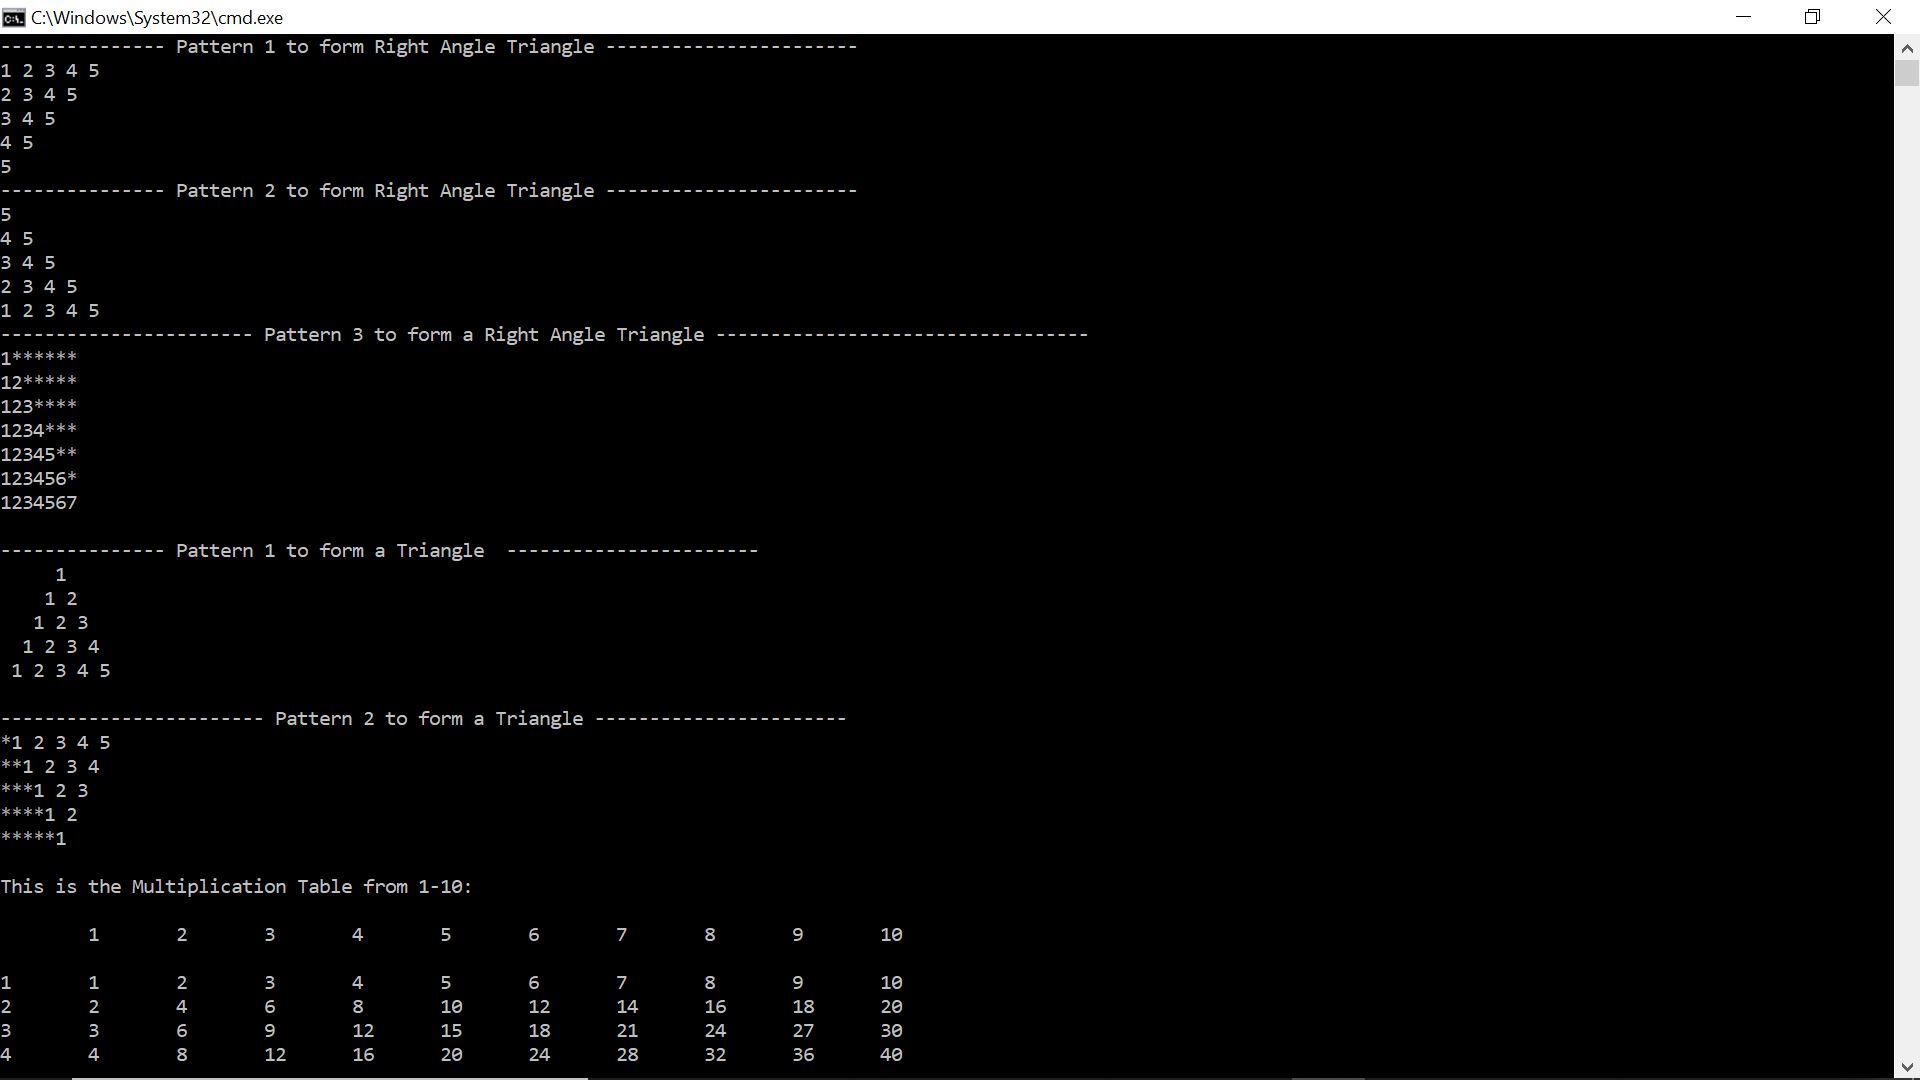 C:\Windows\System32\cmd.exe
--------------- Pattern 1 to form Right Angle Triangle -----------------------
1 2 3 4 5
2 3 4 5
3 4 5
4 5
5
--------------- Pattern 2 to form Right Angle Triangle -----------------------
5
4 5
3 4 5
2 3 4 5
1 2 3 4 5
----------------------- Pattern 3 to form a Right Angle Triangle ----------------------------------
1******
12*****
123****
1234***
12345**
123456*
1234567

--------------- Pattern 1 to form a Triangle  -----------------------
     1
    1 2
   1 2 3
  1 2 3 4
 1 2 3 4 5

------------------------ Pattern 2 to form a Triangle -----------------------
*1 2 3 4 5
**1 2 3 4
***1 2 3
****1 2
*****1

This is the Multiplication Table from 1-10:

        1       2       3       4       5       6       7       8       9       10

1       1       2       3       4       5       6       7       8       9       10
2       2       4       6       8       10      12      14      16      18      20
3       3       6       9       12      15      18      21      24      27      30
4       4       8       12      16      20      24      28      32      36      40